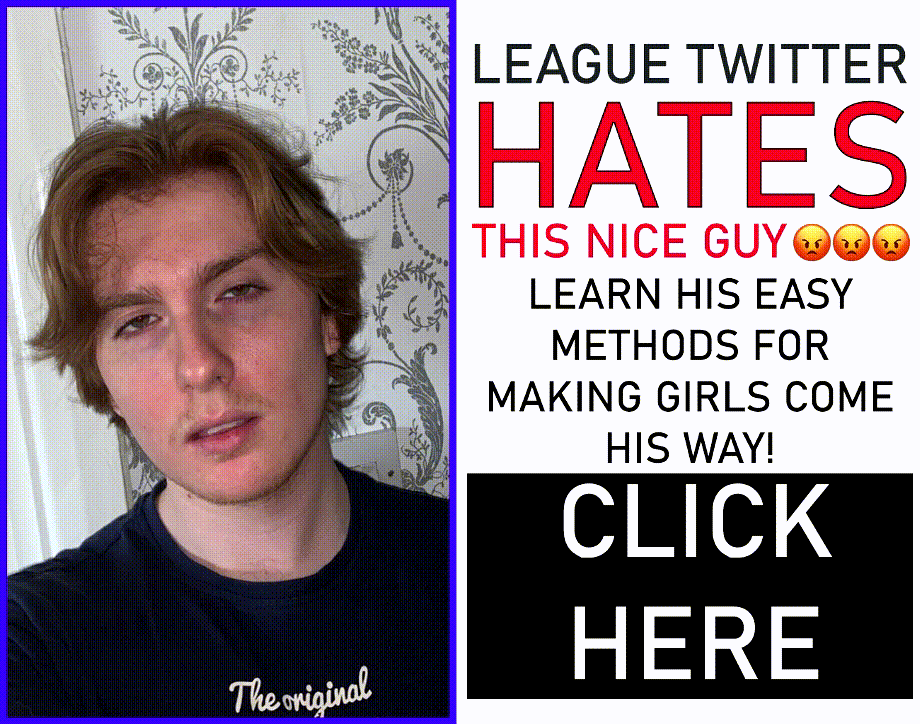 LEAGUE TWITTER
HATES
THIS NICE GUY😡😡😡
LEARN HIS EASY
METHODS FOR
MAKING GIRLS COME
HIS WAY!
CLICK
HERE
The original